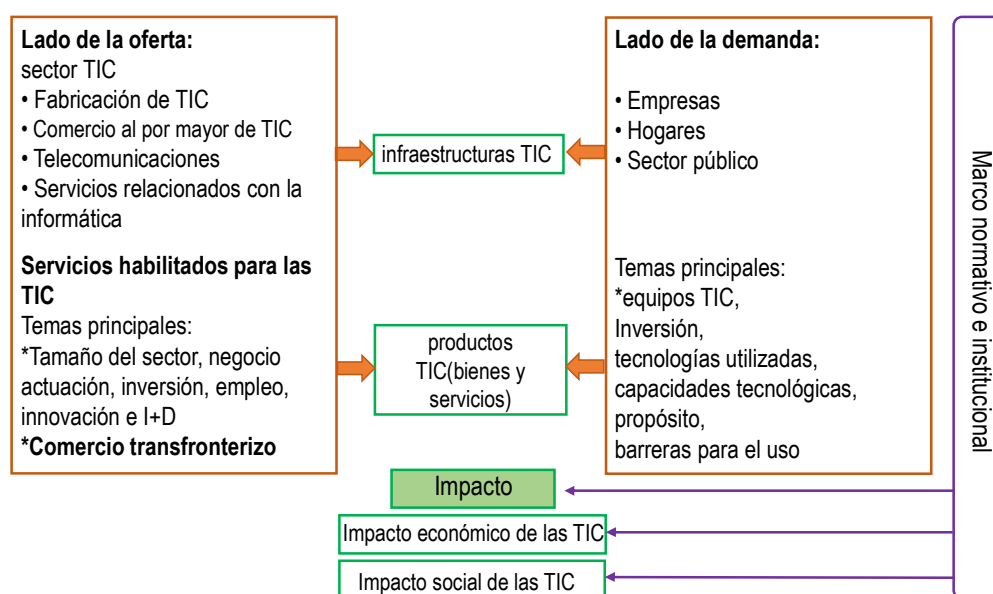 Lado de la oferta:
sector TIC
• Fabricación de TIC
• Comercio al por mayor de TIC
• Telecomunicaciones
• Servicios relacionados con la
informática
Servicios habilitados para las
TIC
Temas principales:
*Tamaño del sector, negocio
actuación, inversión, empleo,
innovación e I+D
*Comercio transfronterizo
infraestructuras TIC
productos
TIC(bienes y
servicios)
Lado de la demanda:
• Empresas
• Hogares
• Sector público
Temas principales:
*equipos TIC,
Inversión,
tecnologías utilizadas,
capacidades tecnológicas,
propósito,
barreras para el uso
Impacto
Impacto económico de las TIC
Impacto social de las TIC
Marco normativo e institucional